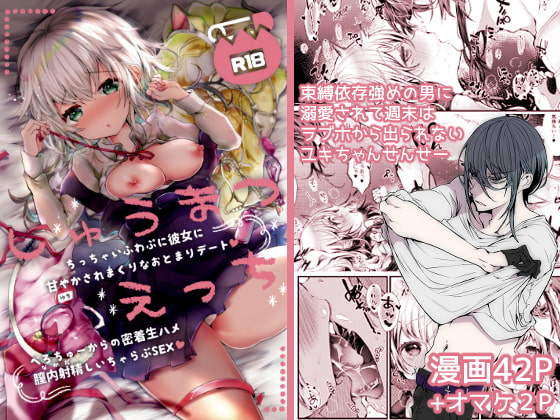 R18
しゅうまつ
ちっちゃいふわぷに彼女に
甘やかされまくりなおとまりデート
えっち
べろちゅーからの密着生ハメ
膣内射精しいちゃらぶSEX
束縛依存強めの男に
溺愛されて週末は
ラブホから出られない
ユキちゃんせんせー
漫画42P
+オマケ2P